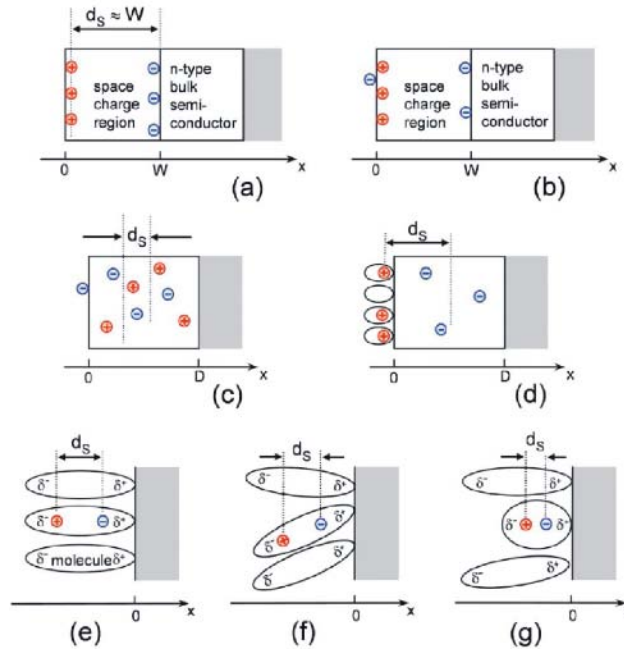 d_S ≈ W
⊕ ⊖ n-type
space bulk
⊕ charge ⊖ semi-
region conductor
⊕ ⊖
0 W x
(a)
⊖ ⊕ ⊖ n-type
space bulk
⊕ charge semi-
region conductor
⊕ ⊖
0 W x
(b)
d_S
⊖ ⊖ ⊕ ⊕ ⊖
⊕ ⊖ ⊕
0 D x
(c)
d_S
⊕ ⊖
⊖
⊕ ⊖
⊕
0 D x
(d)
d_S
δ⁻ δ⁺
δ⁻ ⊕ ⊖ δ⁺
δ⁻ molecule δ⁺
0 x
(e)
d_S
δ⁻ δ⁺
⊖ δ⁺
δ⁻ ⊕ δ⁺
δ⁻
0 x
(f)
d_S
δ⁻ δ⁺
δ⁻ ⊕ ⊖ δ⁺
δ⁻ δ⁺
0 x
(g)